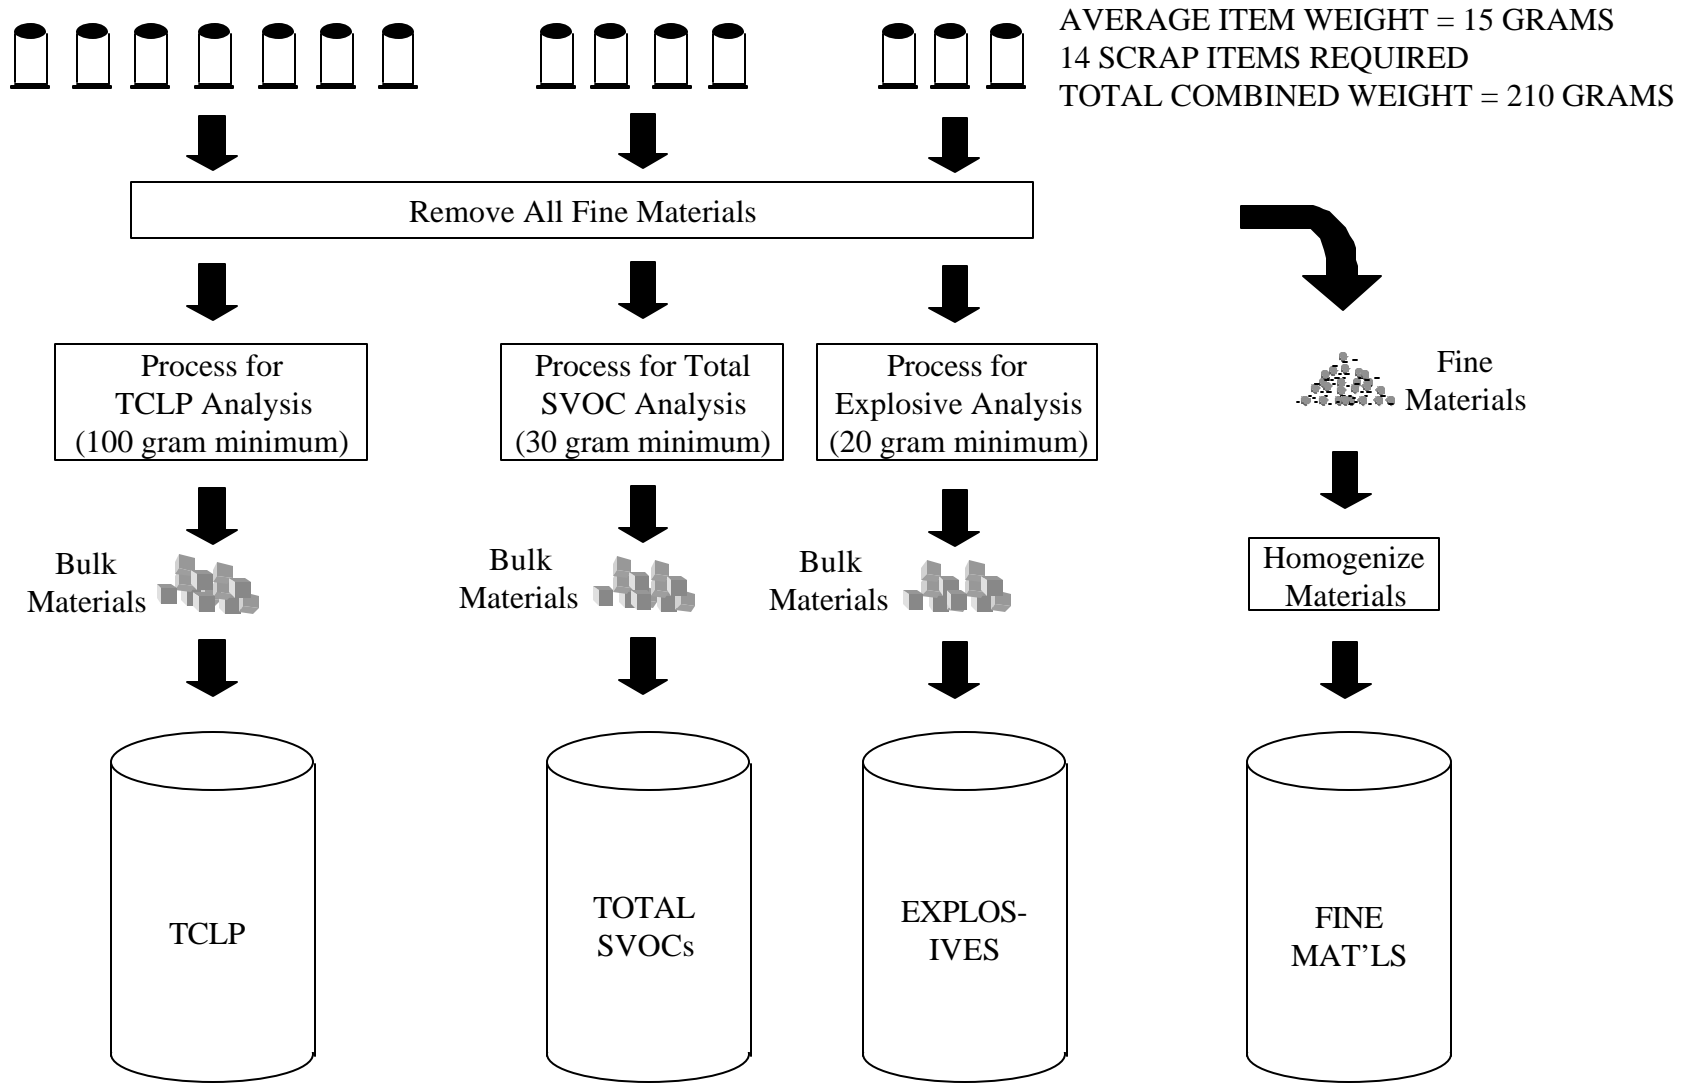 AVERAGE ITEM WEIGHT = 15 GRAMS
14 SCRAP ITEMS REQUIRED
TOTAL COMBINED WEIGHT = 210 GRAMS
Remove All Fine Materials
Process for
TCLP Analysis
(100 gram minimum)
Process for Total
SVOC Analysis
(30 gram minimum)
Process for
Explosive Analysis
(20 gram minimum)
Fine
Materials
Bulk
Materials
Bulk
Materials
Bulk
Materials
Homogenize
Materials
TCLP
TOTAL
SVOCs
EXPLOS-
IVES
FINE
MAT’LS